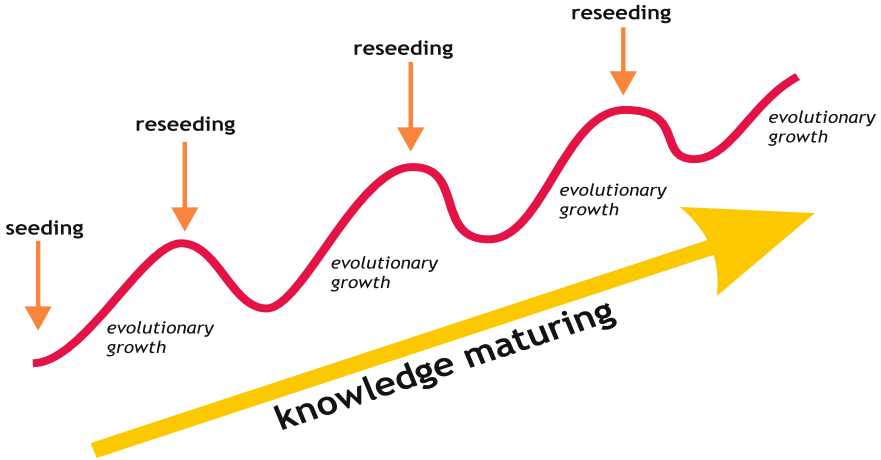 reseeding
reseeding
reseeding
seeding
evolutionary
growth
evolutionary
growth
evolutionary
growth
evolutionary
growth
knowledge maturing